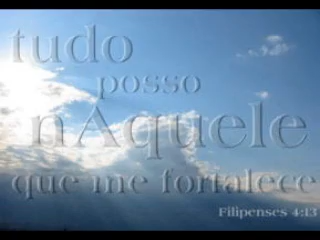 tudo
posso
nAquele
que me fortalece
Filipenses 4:13